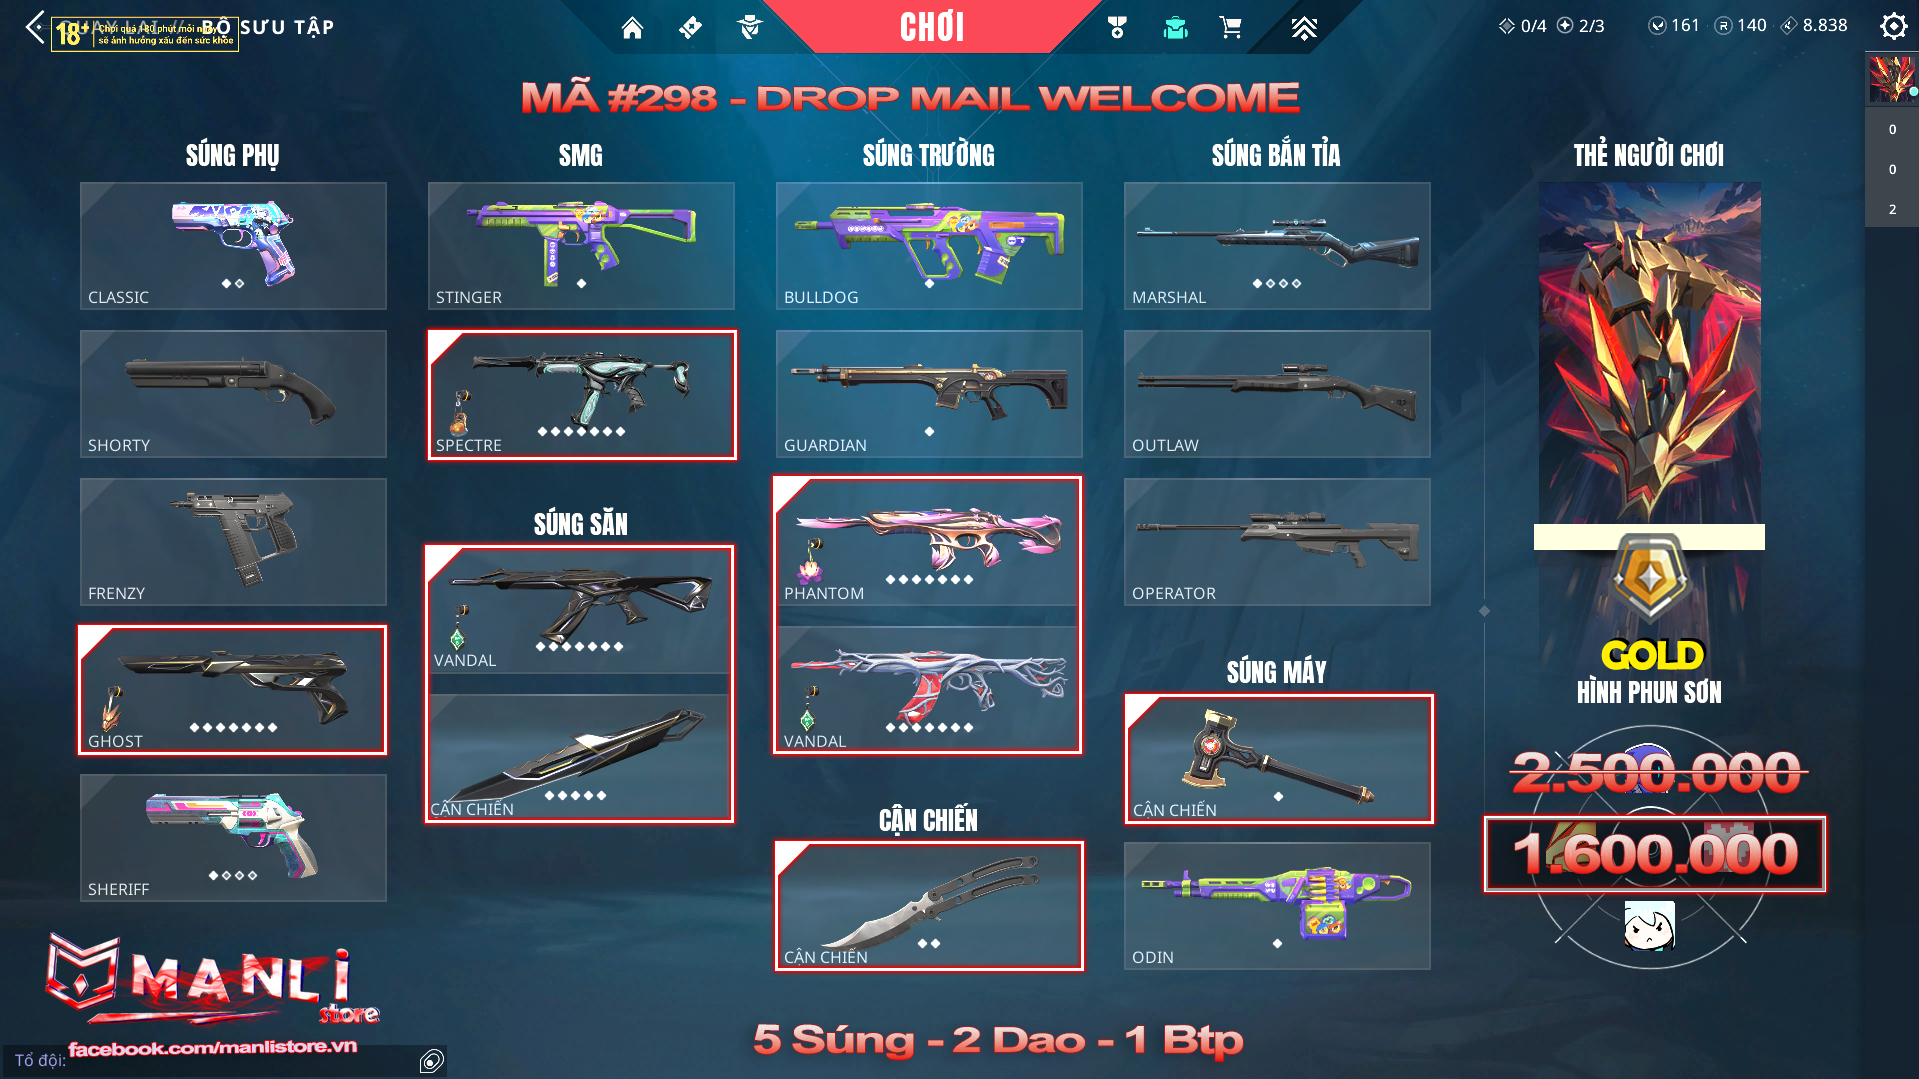 QUAY LẠI // BỘ SƯU TẬP
18+ Chơi quá 180 phút mỗi ngày
sẽ ảnh hưởng xấu đến sức khỏe
CHƠI
0/4 2/3 161 140 8.838
MÃ #298 - DROP MAIL WELCOME
0
0
2
SÚNG PHỤ
CLASSIC
SHORTY
FRENZY
GHOST
SHERIFF
SMG
STINGER
SPECTRE
SÚNG SĂN
VANDAL
CẬN CHIẾN
SÚNG TRƯỜNG
BULLDOG
GUARDIAN
PHANTOM
VANDAL
CẬN CHIẾN
CẬN CHIẾN
SÚNG BẮN TỈA
MARSHAL
OUTLAW
OPERATOR
SÚNG MÁY
CẬN CHIẾN
ODIN
THẺ NGƯỜI CHƠI
GOLD
HÌNH PHUN SƠN
2.500.000
1.600.000
MANLI
store
facebook.com/manlistore.vn
Tổ đội:
5 Súng - 2 Dao - 1 Btp